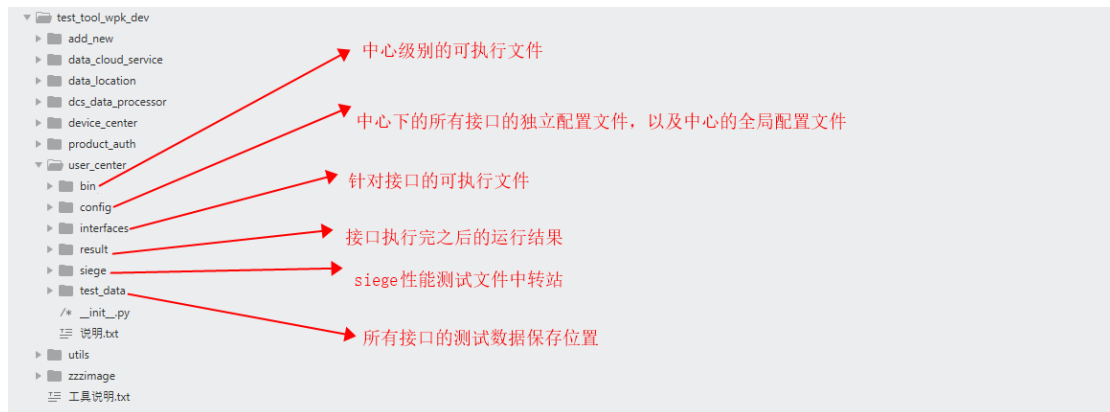 test_tool_wpk_dev
add_new
data_cloud_service
data_location
dcs_data_processor
device_center
product_auth
user_center
bin
config
interfaces
result
siege
test_data
/* __init__.py
说明.txt
utils
zzzimage
工具说明.txt
中心级别的可执行文件
中心下的所有接口的独立配置文件，以及中心的全局配置文件
针对接口的可执行文件
接口执行完之后的运行结果
siege性能测试文件中转站
所有接口的测试数据保存位置